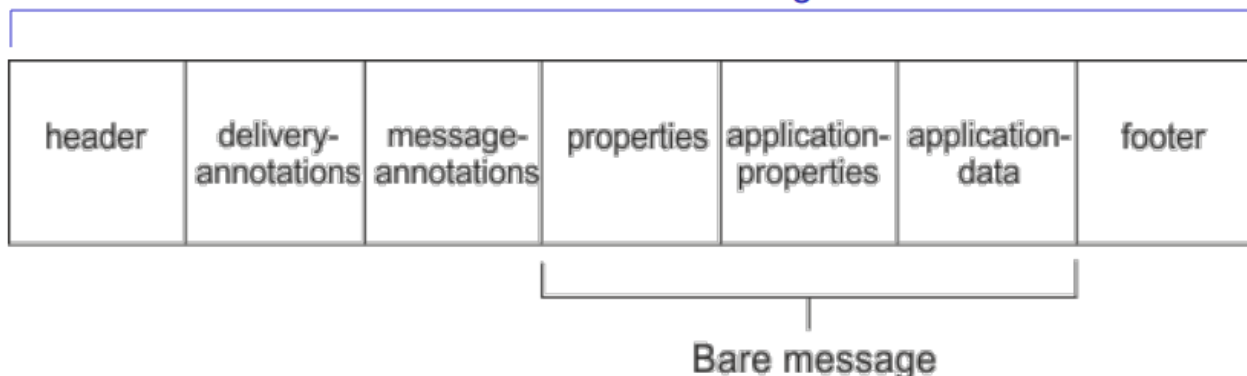 header
delivery-
annotations
message-
annotations
properties
application-
properties
application-
data
footer
Bare message